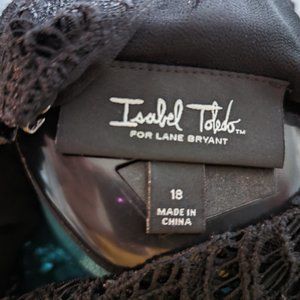 Isabel Toledo™
FOR LANE BRYANT
18
MADE IN
CHINA